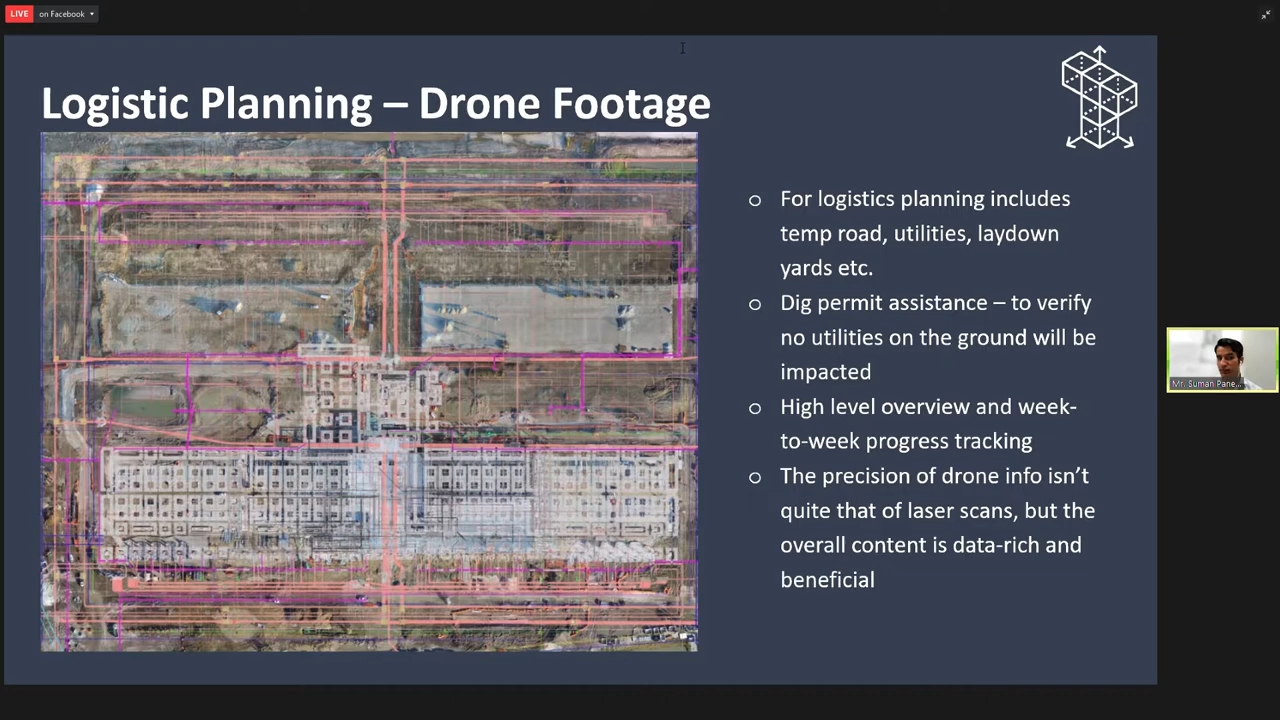 LIVE on Facebook
Logistic Planning – Drone Footage
o For logistics planning includes
temp road, utilities, laydown
yards etc.
o Dig permit assistance – to verify
no utilities on the ground will be
impacted
o High level overview and week-
to-week progress tracking
o The precision of drone info isn’t
quite that of laser scans, but the
overall content is data-rich and
beneficial
Mr. Suman Pane...